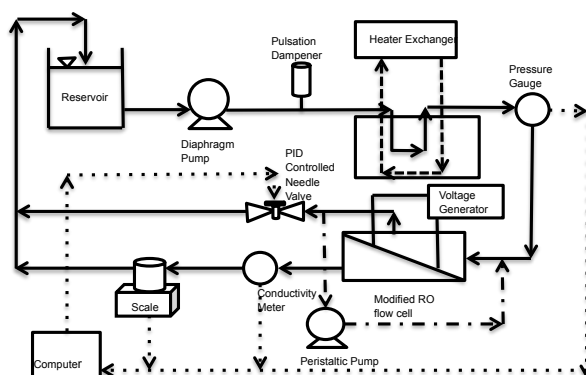 Reservoir
Diaphragm
Pump
Pulsation
Dampener
Heater Exchanger
Pressure
Gauge
PID
Controlled
Needle
Valve
Voltage
Generator
Scale
Conductivity
Meter
Modified RO
flow cell
Peristaltic Pump
Computer